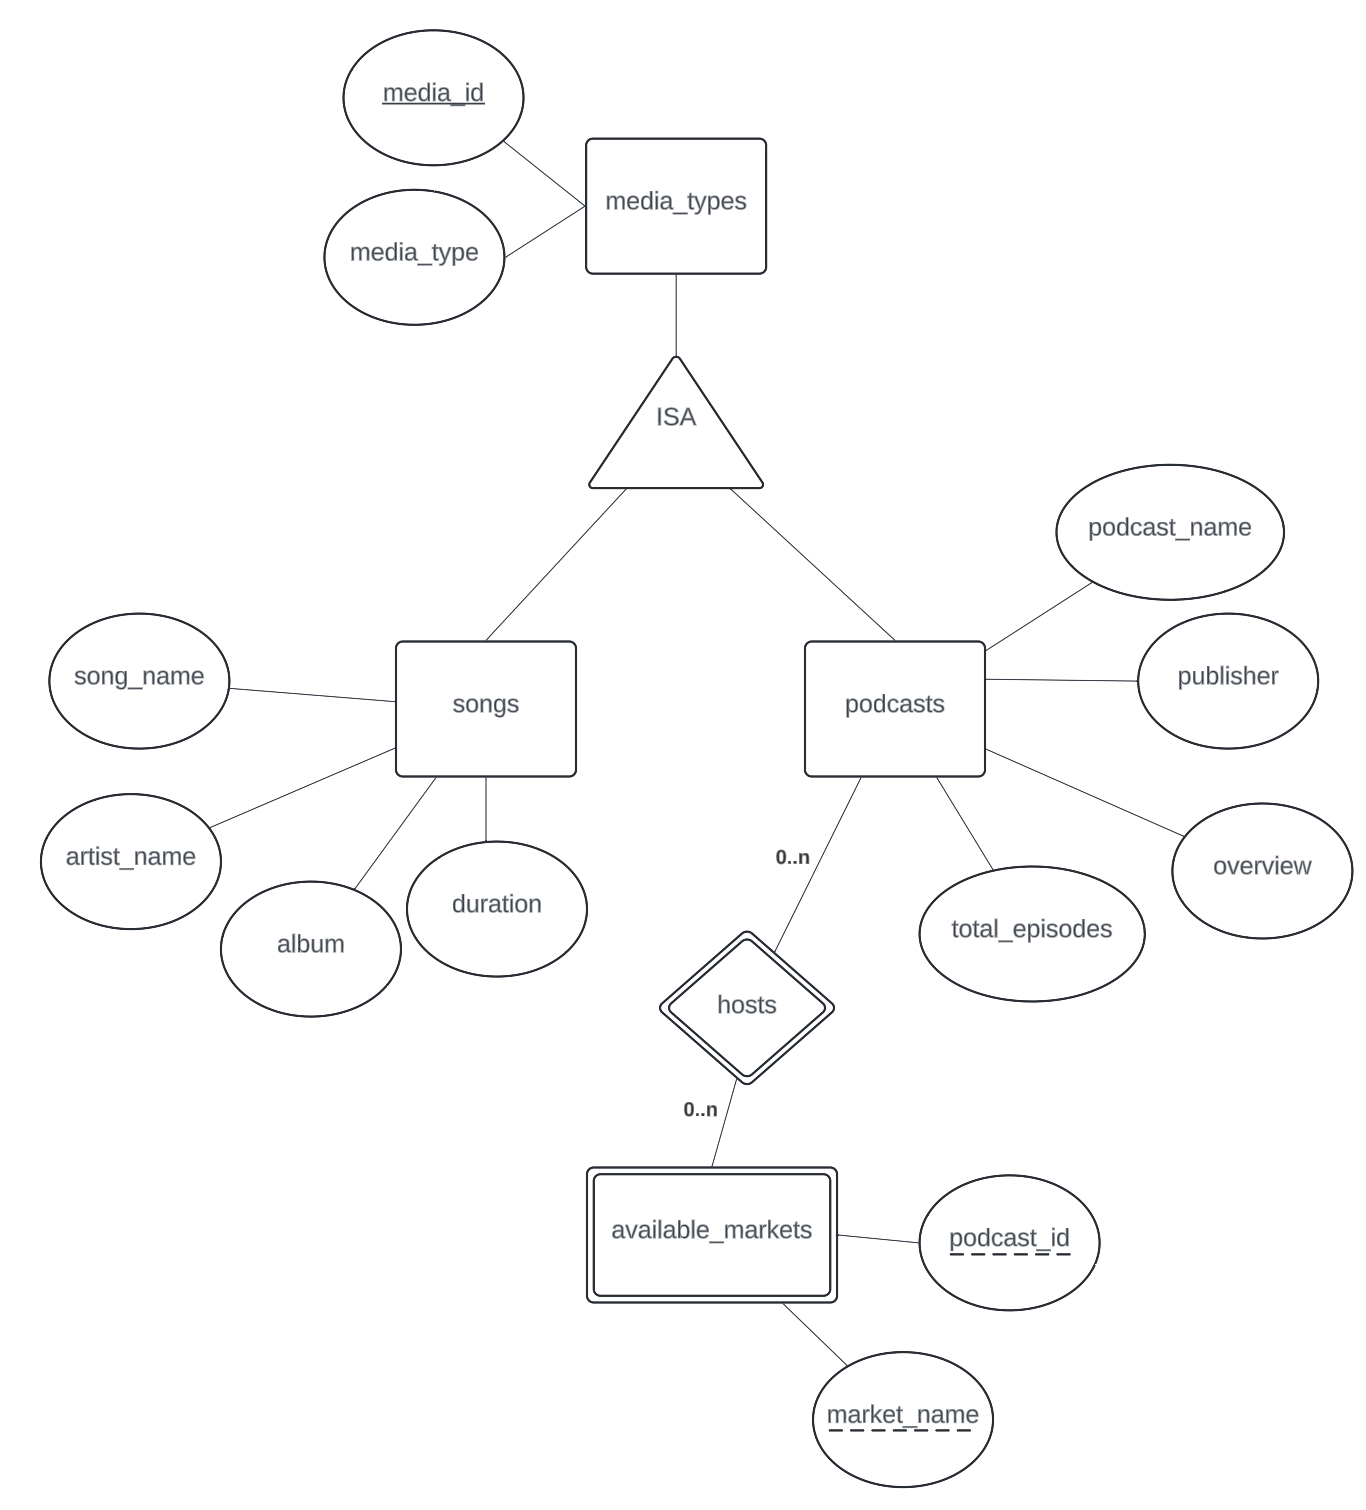 media_id
media_types
media_type
ISA
podcast_name
song_name
publisher
songs
podcasts
artist_name
0..n
overview
duration
total_episodes
album
hosts
0..n
available_markets
podcast_id
market_name